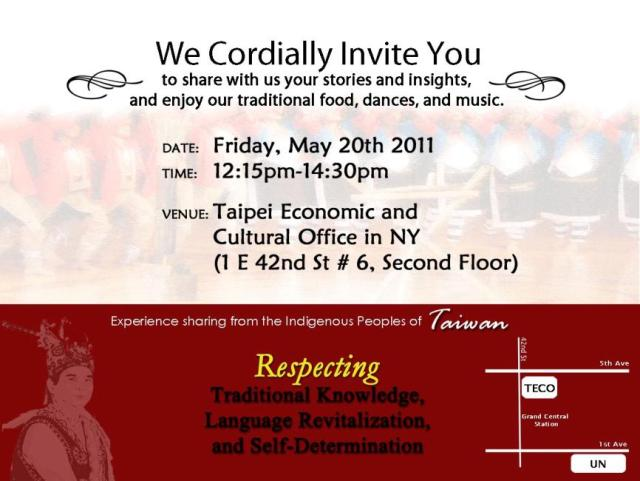 We Cordially Invite You
to share with us your stories and insights,
and enjoy our traditional food, dances, and music.
DATE: Friday, May 20th 2011
TIME: 12:15pm-14:30pm
VENUE: Taipei Economic and
Cultural Office in NY
(1 E 42nd St # 6, Second Floor)
Experience sharing from the Indigenous Peoples of Taiwan
Respecting
Traditional Knowledge,
Language Revitalization,
and Self-Determination
42nd St
5th Ave
TECO
Grand Central
Station
1st Ave
UN